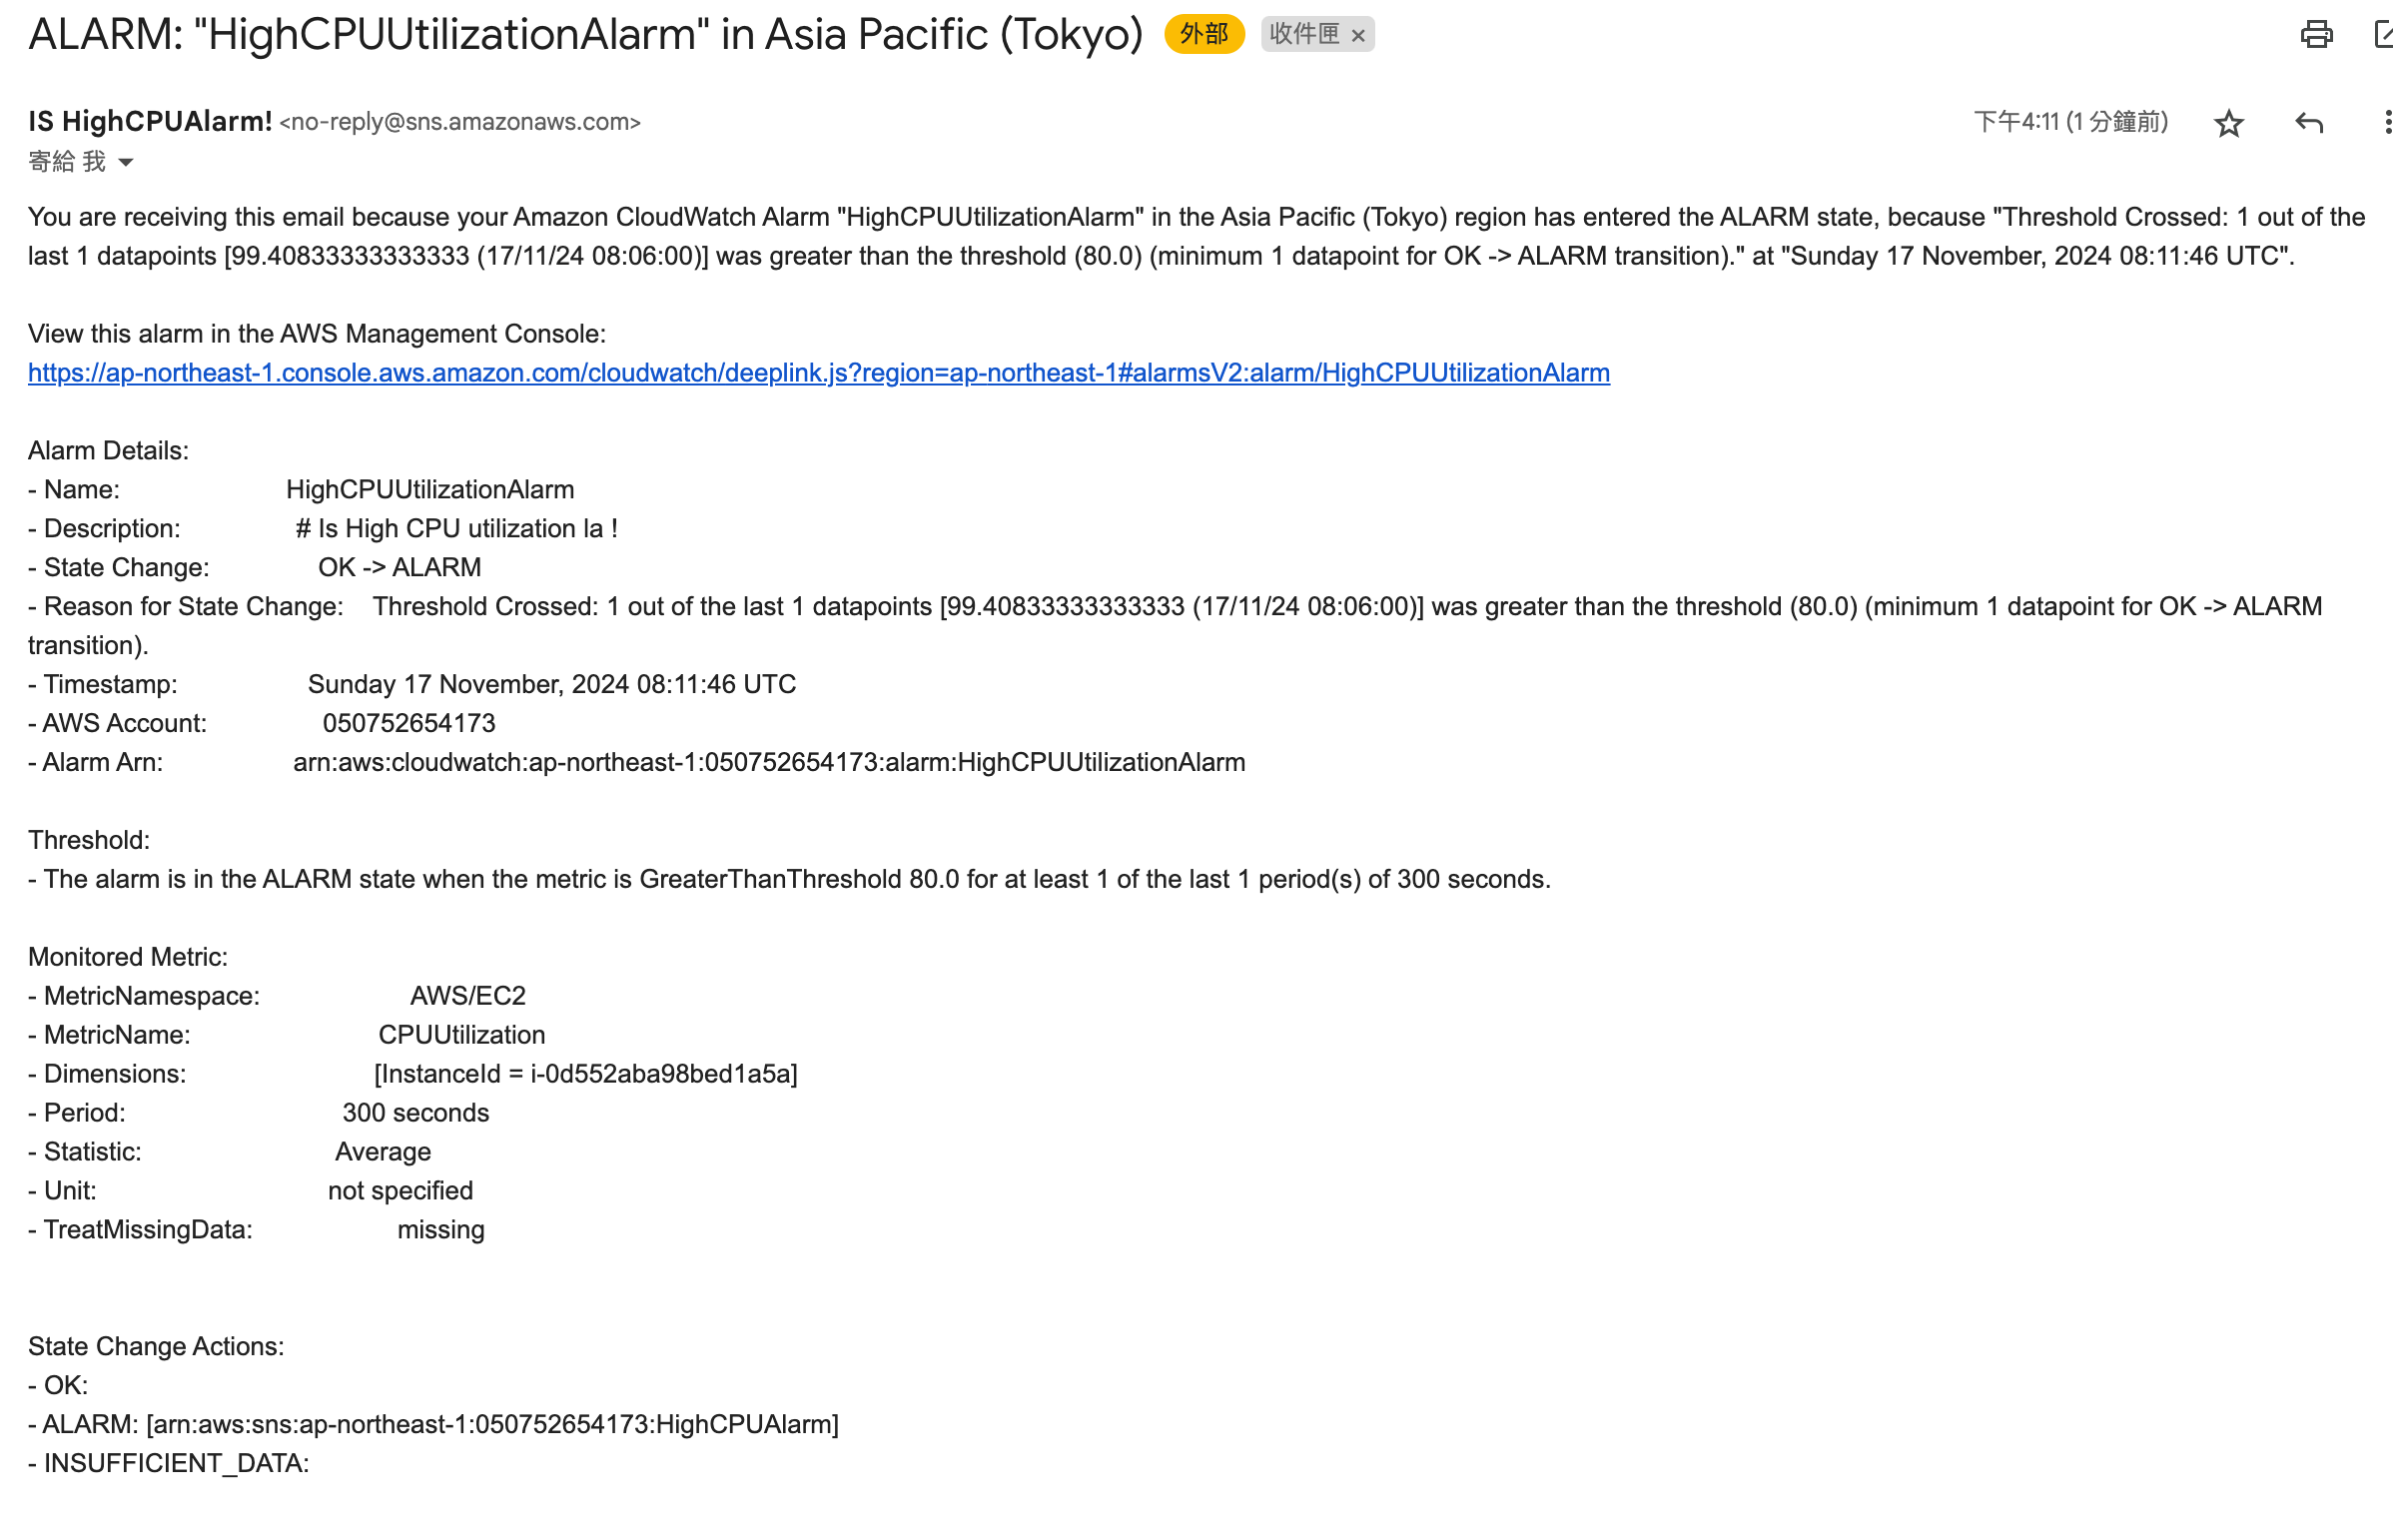 ALARM: "HighCPUUtilizationAlarm" in Asia Pacific (Tokyo) 外部 收件匣 ×
IS HighCPUAlarm! <no-reply@sns.amazonaws.com> 下午4:11 (1 分鐘前)
寄給 我
You are receiving this email because your Amazon CloudWatch Alarm "HighCPUUtilizationAlarm" in the Asia Pacific (Tokyo) region has entered the ALARM state, because "Threshold Crossed: 1 out of the
last 1 datapoints [99.40833333333333 (17/11/24 08:06:00)] was greater than the threshold (80.0) (minimum 1 datapoint for OK -> ALARM transition)." at "Sunday 17 November, 2024 08:11:46 UTC".
View this alarm in the AWS Management Console:
https://ap-northeast-1.console.aws.amazon.com/cloudwatch/deeplink.js?region=ap-northeast-1#alarmsV2:alarm/HighCPUUtilizationAlarm
Alarm Details:
- Name: HighCPUUtilizationAlarm
- Description: # Is High CPU utilization la !
- State Change: OK -> ALARM
- Reason for State Change: Threshold Crossed: 1 out of the last 1 datapoints [99.40833333333333 (17/11/24 08:06:00)] was greater than the threshold (80.0) (minimum 1 datapoint for OK -> ALARM
transition).
- Timestamp: Sunday 17 November, 2024 08:11:46 UTC
- AWS Account: 050752654173
- Alarm Arn: arn:aws:cloudwatch:ap-northeast-1:050752654173:alarm:HighCPUUtilizationAlarm
Threshold:
- The alarm is in the ALARM state when the metric is GreaterThanThreshold 80.0 for at least 1 of the last 1 period(s) of 300 seconds.
Monitored Metric:
- MetricNamespace: AWS/EC2
- MetricName: CPUUtilization
- Dimensions: [InstanceId = i-0d552aba98bed1a5a]
- Period: 300 seconds
- Statistic: Average
- Unit: not specified
- TreatMissingData: missing
State Change Actions:
- OK:
- ALARM: [arn:aws:sns:ap-northeast-1:050752654173:HighCPUAlarm]
- INSUFFICIENT_DATA: